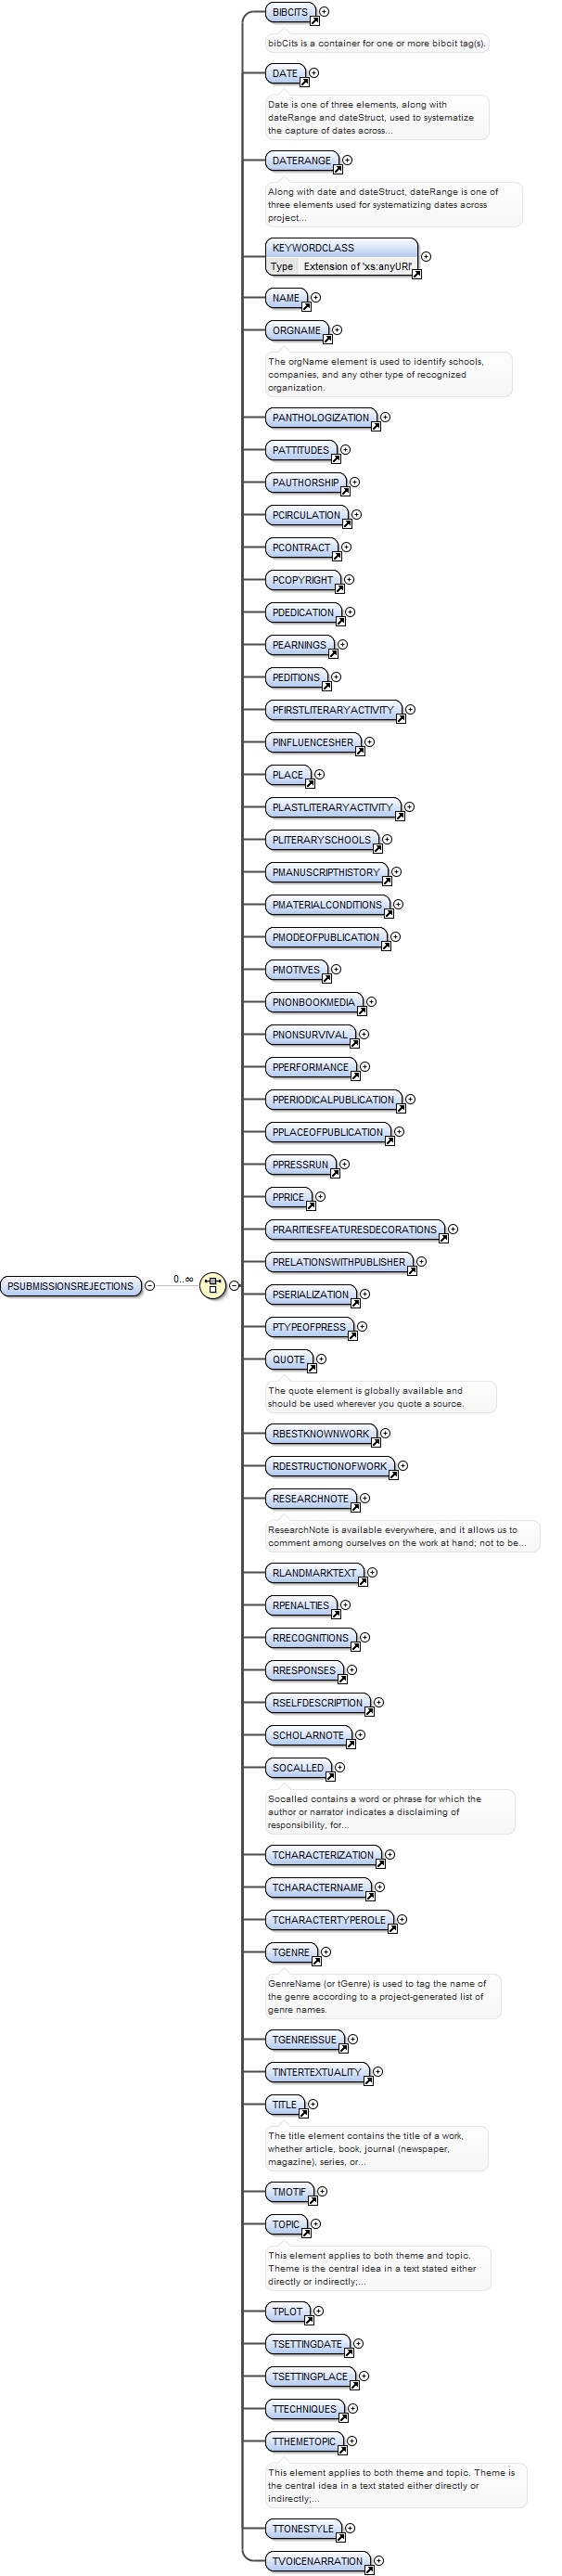 BIBCITS
bibCits is a container for one or more bibcit tag(s).
DATE
Date is one of three elements, along with
dateRange and dateStruct, used to systematize
the capture of dates across...
DATERANGE
Along with date and dateStruct, dateRange is one of
three elements used for systematizing dates across
project...
KEYWORDCLASS
Type Extension of 'xs:anyURI'
NAME
ORGNAME
The orgName element is used to identify schools,
companies, and any other type of recognized
organization.
PANTHOLOGIZATION
PATTITUDES
PAUTHORSHIP
PCIRCULATION
PCONTRACT
PCOPYRIGHT
PDEDICATION
PEARNINGS
PEDITIONS
PFIRSTLITERARYACTIVITY
PINFLUENCESHER
PLACE
PLASTLITERARYACTIVITY
PLITERARYSCHOOLS
PMANUSCRIPTHISTORY
PMATERIALCONDITIONS
PMODEOFPUBLICATION
PMOTIVES
PNONBOOKMEDIA
PNONSURVIVAL
PPERFORMANCE
PPERIODICALPUBLICATION
PPLACEOFPUBLICATION
PPRESSRUN
PPRICE
PRARITIESFEATURESDECORATIONS
PRELATIONSWITHPUBLISHER
PSUBMISSIONSREJECTIONS 0..∞
PSERIALIZATION
PTYPEOFPRESS
QUOTE
The quote element is globally available and
should be used wherever you quote a source.
RBESTKNOWNWORK
RDESTRUCTIONOFWORK
RESEARCHNOTE
ResearchNote is available everywhere, and it allows us to
comment among ourselves on the work at hand; not to be...
RLANDMARKTEXT
RPENALTIES
RRECOGNITIONS
RRESPONSES
RSELFDESCRIPTION
SCHOLARNOTE
SOCALLED
Socalled contains a word or phrase for which the
author or narrator indicates a disclaiming of
responsibility, for...
TCHARACTERIZATION
TCHARACTERNAME
TCHARACTERTYPEROLE
TGENRE
GenreName (or tGenre) is used to tag the name of
the genre according to a project-generated list of
genre names.
TGENREISSUE
TINTERTEXTUALITY
TITLE
The title element contains the title of a work,
whether article, book, journal (newspaper,
magazine), series, or...
TMOTIF
TOPIC
This element applies to both theme and topic.
Theme is the central idea in a text stated either
directly or indirectly;...
TPLOT
TSETTINGDATE
TSETTINGPLACE
TTECHNIQUES
TTHEMETOPIC
This element applies to both theme and topic. Theme is
the central idea in a text stated either directly or
indirectly;...
TTONESTYLE
TVOICENARRATION